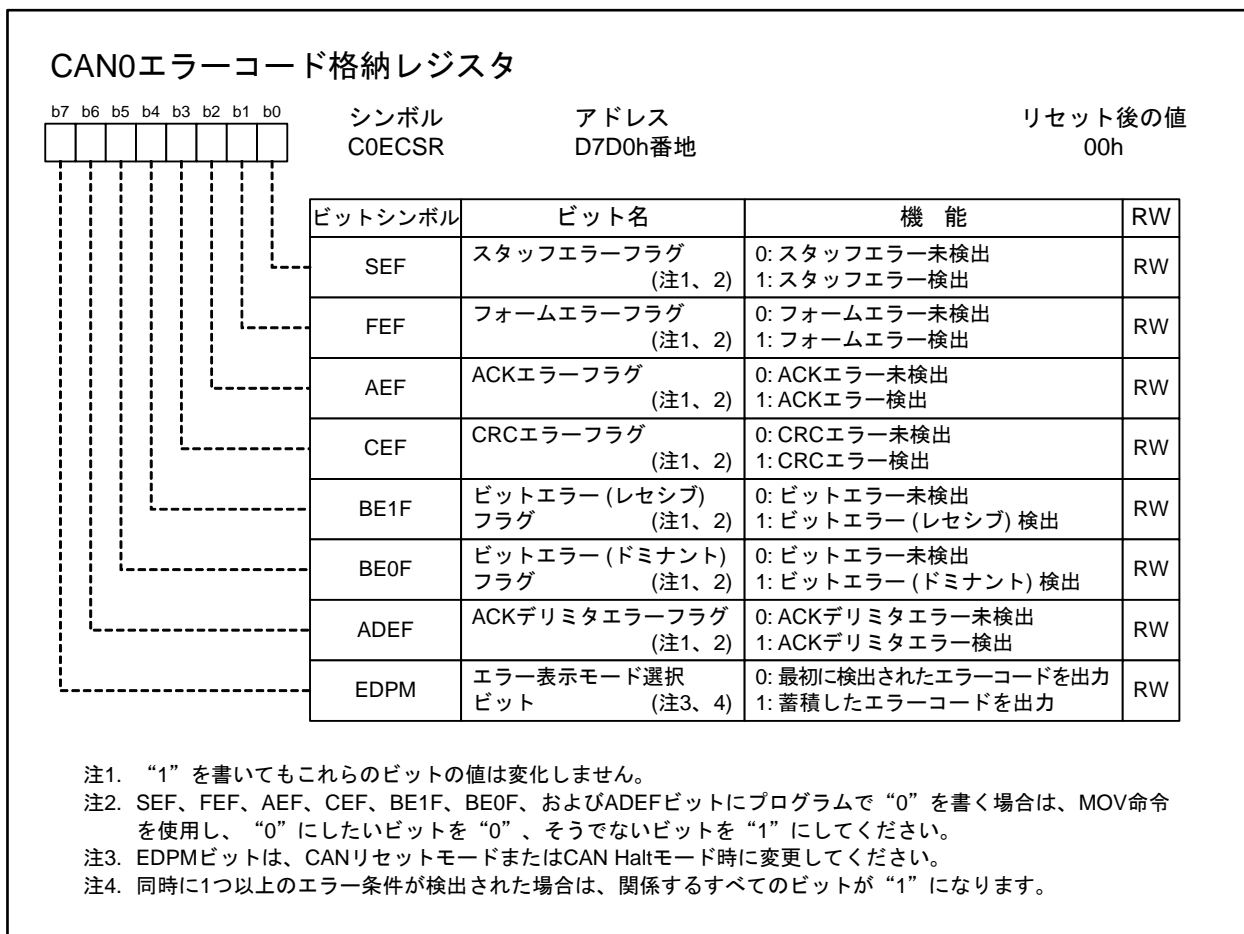 CAN0エラーコード格納レジスタ
b7 b6 b5 b4 b3 b2 b1 b0
シンボル アドレス リセット後の値
C0ECSR D7D0h番地 00h
ビットシンボル ビット名 機 能 RW
SEF スタッフエラーフラグ (注1、2) 0: スタッフエラー未検出 RW
1: スタッフエラー検出
FEF フォームエラーフラグ (注1、2) 0: フォームエラー未検出 RW
1: フォームエラー検出
AEF ACKエラーフラグ (注1、2) 0: ACKエラー未検出 RW
1: ACKエラー検出
CEF CRCエラーフラグ (注1、2) 0: CRCエラー未検出 RW
1: CRCエラー検出
BE1F ビットエラー (レセシブ) フラグ (注1、2) 0: ビットエラー未検出 RW
1: ビットエラー (レセシブ) 検出
BE0F ビットエラー (ドミナント) フラグ (注1、2) 0: ビットエラー未検出 RW
1: ビットエラー (ドミナント) 検出
ADEF ACKデリミタエラーフラグ (注1、2) 0: ACKデリミタエラー未検出 RW
1: ACKデリミタエラー検出
EDPM エラー表示モード選択 ビット (注3、4) 0: 最初に検出されたエラーコードを出力 RW
1: 蓄積したエラーコードを出力
注1. “1”を書いてもこれらのビットの値は変化しません。
注2. SEF、FEF、AEF、CEF、BE1F、BE0F、およびADEFビットにプログラムで“0”を書く場合は、MOV命令
を使用し、“0”にしたいビットを“0”、そうでないビットを“1”にしてください。
注3. EDPMビットは、CANリセットモードまたはCAN Haltモード時に変更してください。
注4. 同時に1つ以上のエラー条件が検出された場合は、関係するすべてのビットが“1”になります。